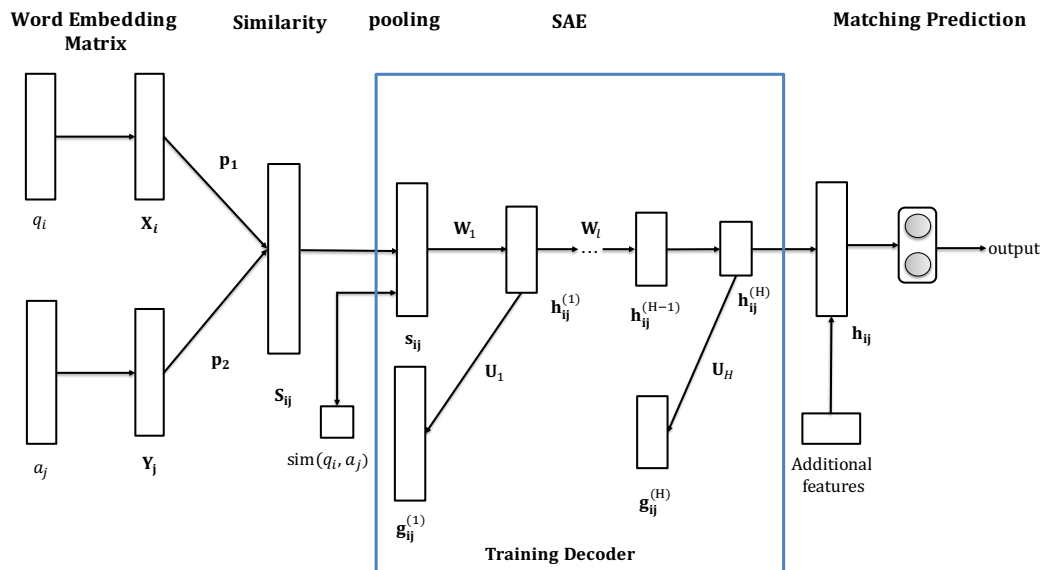 Word Embedding
Matrix
Similarity
pooling
SAE
Matching Prediction
q_i
X_i
p_1
a_j
Y_j
p_2
S_ij
sim(q_i, a_j)
s_ij
W_1
h_ij^(1)
W_l
...
h_ij^(H−1)
h_ij^(H)
U_1
g_ij^(1)
U_H
g_ij^(H)
Training Decoder
h_ij
Additional
features
output